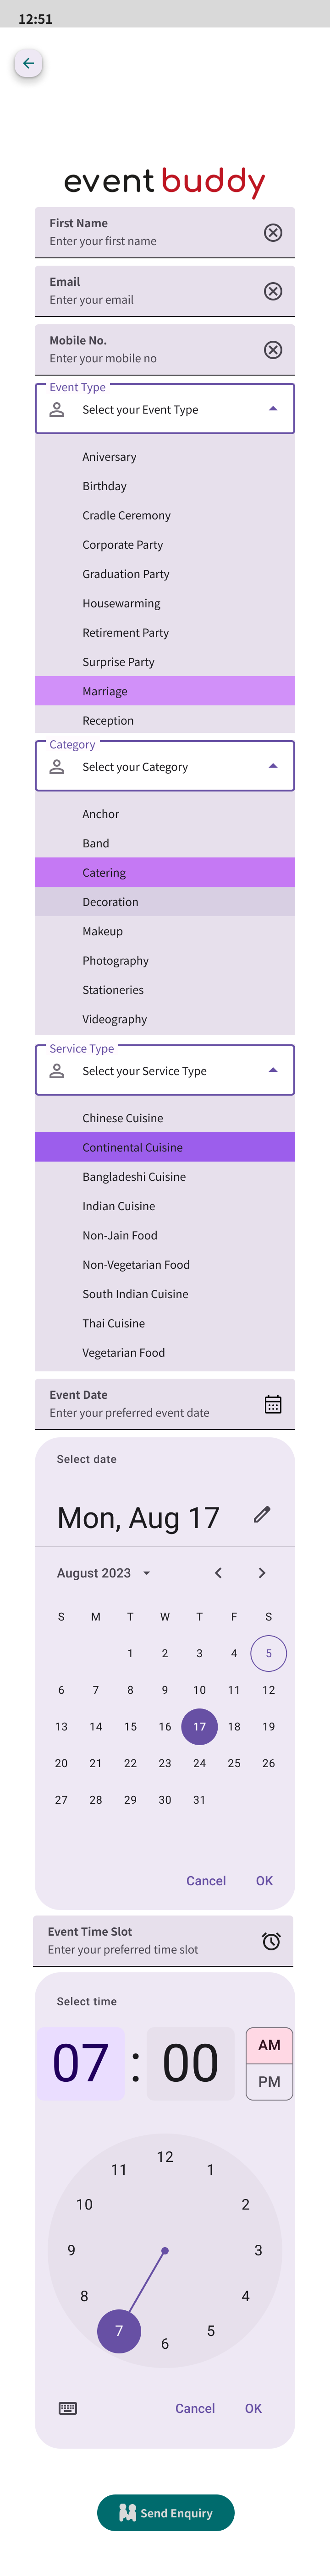 12:51
event buddy
First Name
Enter your first name
Email
Enter your email
Mobile No.
Enter your mobile no
Event Type
Select your Event Type
Aniversary
Birthday
Cradle Ceremony
Corporate Party
Graduation Party
Housewarming
Retirement Party
Surprise Party
Marriage
Reception
Category
Select your Category
Anchor
Band
Catering
Decoration
Makeup
Photography
Stationeries
Videography
Service Type
Select your Service Type
Chinese Cuisine
Continental Cuisine
Bangladeshi Cuisine
Indian Cuisine
Non-Jain Food
Non-Vegetarian Food
South Indian Cuisine
Thai Cuisine
Vegetarian Food
Event Date
Enter your preferred event date
Select date
Mon, Aug 17
August 2023
S M T W T F S
1 2 3 4 5
6 7 8 9 10 11 12
13 14 15 16 17 18 19
20 21 22 23 24 25 26
27 28 29 30 31
Cancel OK
Event Time Slot
Enter your preferred time slot
Select time
07 : 00
AM
PM
12
11 1
10 2
9 3
8 4
7 5
6
Cancel OK
Send Enquiry